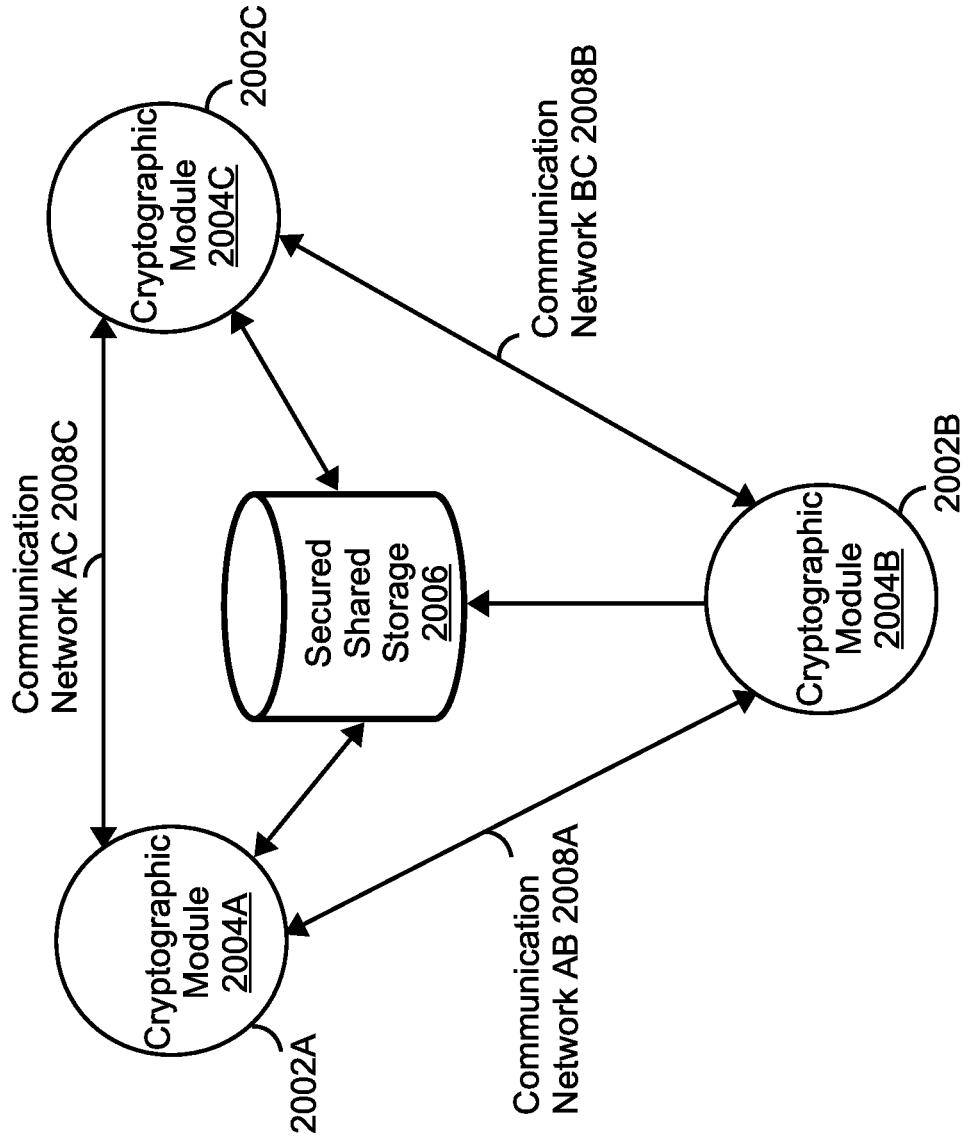 Communication
Network AC 2008C
Cryptographic
Module
2004A
2002A
Cryptographic
Module
2004C
2002C
Secured
Shared
Storage
2006
Communication
Network AB 2008A
Communication
Network BC 2008B
Cryptographic
Module
2004B
2002B